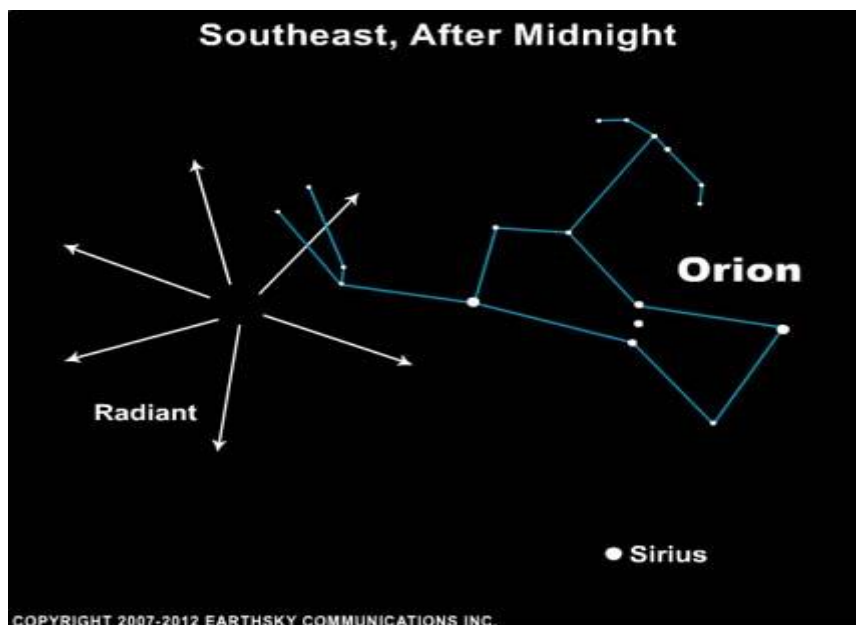 Southeast, After Midnight
Orion
Radiant
Sirius
COPYRIGHT 2007-2012 EARTHSKY COMMUNICATIONS INC.